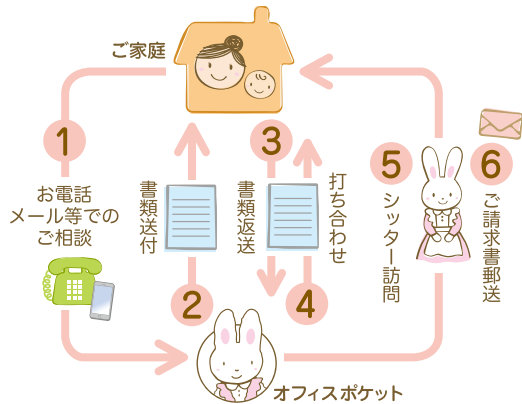 ご家庭
1
お電話
メール等での
ご相談
2
書類送付
3
書類返送
4
打ち合わせ
5
シッター訪問
6
ご請求書郵送
オフィスポケット